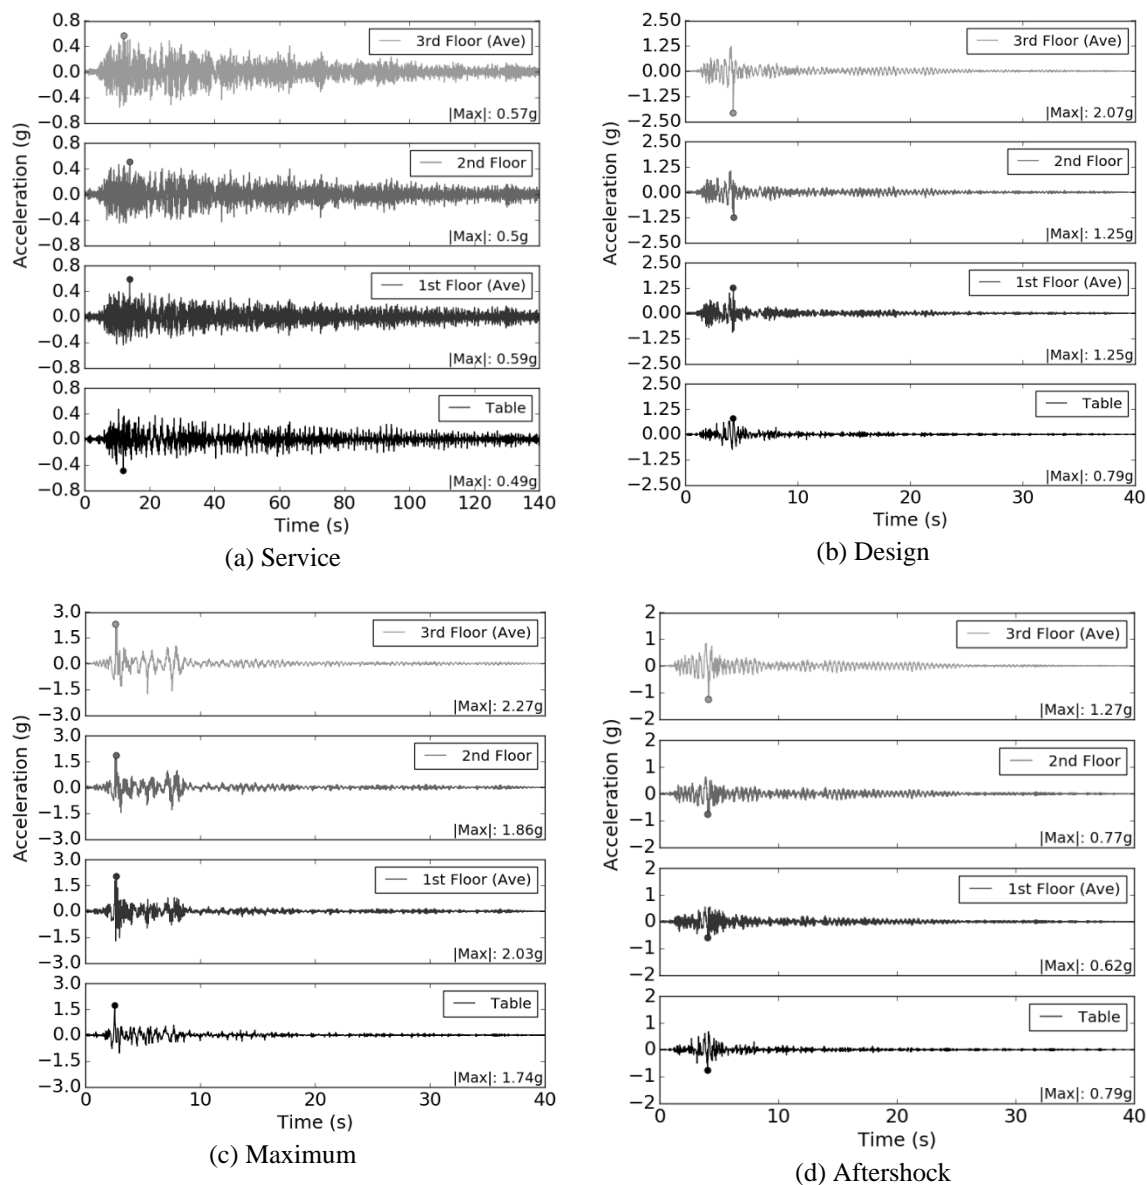 Acceleration (g)
0.8
0.4
0.0
−0.4
−0.8
3rd Floor (Ave)
|Max|: 0.57g
0.8
0.4
0.0
−0.4
−0.8
2nd Floor
|Max|: 0.5g
0.8
0.4
0.0
−0.4
−0.8
1st Floor (Ave)
|Max|: 0.59g
0.8
0.4
0.0
−0.4
−0.8
Table
|Max|: 0.49g
0 20 40 60 80 100 120 140
Time (s)
(a) Service
Acceleration (g)
2.50
1.25
0.00
−1.25
−2.50
3rd Floor (Ave)
|Max|: 2.07g
2.50
1.25
0.00
−1.25
−2.50
2nd Floor
|Max|: 1.25g
2.50
1.25
0.00
−1.25
−2.50
1st Floor (Ave)
|Max|: 1.25g
2.50
1.25
0.00
−1.25
−2.50
Table
|Max|: 0.79g
0 10 20 30 40
Time (s)
(b) Design
Acceleration (g)
3.0
1.5
0.0
−1.5
−3.0
3rd Floor (Ave)
|Max|: 2.27g
3.0
1.5
0.0
−1.5
−3.0
2nd Floor
|Max|: 1.86g
3.0
1.5
0.0
−1.5
−3.0
1st Floor (Ave)
|Max|: 2.03g
3.0
1.5
0.0
−1.5
−3.0
Table
|Max|: 1.74g
0 10 20 30 40
Time (s)
(c) Maximum
Acceleration (g)
2
1
0
−1
−2
3rd Floor (Ave)
|Max|: 1.27g
2
1
0
−1
−2
2nd Floor
|Max|: 0.77g
2
1
0
−1
−2
1st Floor (Ave)
|Max|: 0.62g
2
1
0
−1
−2
Table
|Max|: 0.79g
0 10 20 30 40
Time (s)
(d) Aftershock